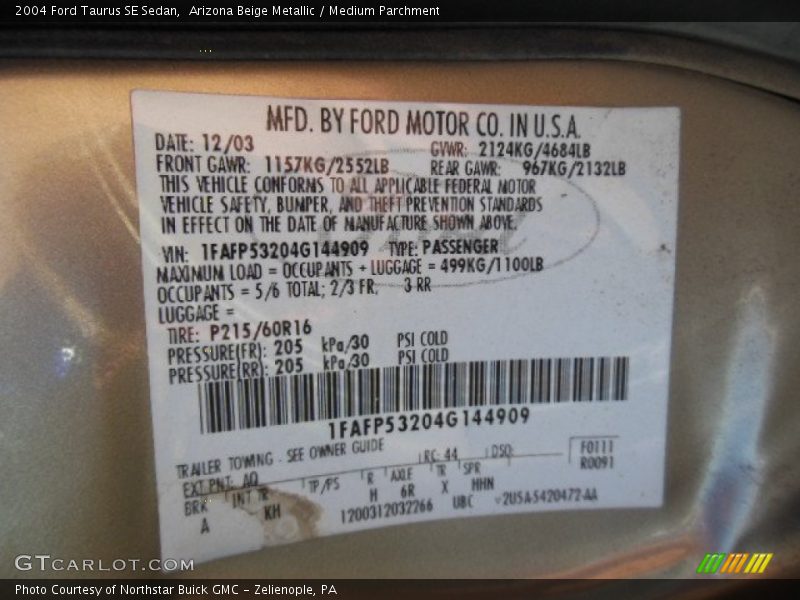 2004 Ford Taurus SE Sedan, Arizona Beige Metallic / Medium Parchment
MFD. BY FORD MOTOR CO. IN U.S.A.
DATE: 12/03 GVWR: 2124KG/4684LB
FRONT GAWR: 1157KG/2552LB REAR GAWR: 967KG/2132LB
THIS VEHICLE CONFORMS TO ALL APPLICABLE FEDERAL MOTOR
VEHICLE SAFETY, BUMPER, AND THEFT PREVENTION STANDARDS
IN EFFECT ON THE DATE OF MANUFACTURE SHOWN ABOVE.
VIN: 1FAFP53204G144909 TYPE: PASSENGER
MAXIMUM LOAD = OCCUPANTS + LUGGAGE = 499KG/1100LB
OCCUPANTS = 5/6 TOTAL; 2/3 FR, 3 RR
LUGGAGE =
TIRE: P215/60R16
PRESSURE(FR): 205 kPa/30 PSI COLD
PRESSURE(RR): 205 kPa/30 PSI COLD
1FAFP53204G144909
TRAILER TOWING - SEE OWNER GUIDE
EXT PNT: AQ RC: 44 DSO: F0111
R0091
BRK INT TR TP/PS R AXLE TR SPR
A KH H 6R X HHN
1200312032266 UBC
GTCARLOT.COM
Photo Courtesy of Northstar Buick GMC - Zelienople, PA